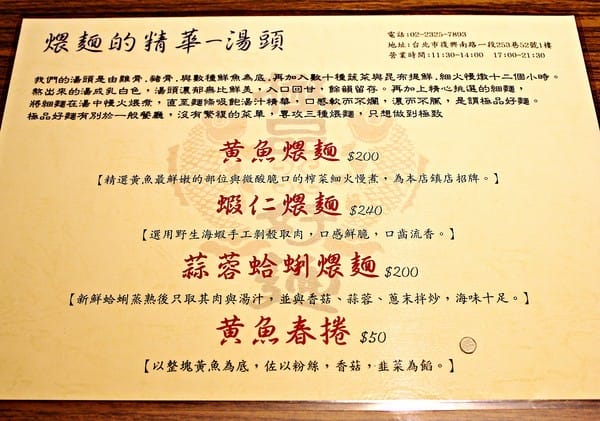 煨麵的精華—湯頭
電話:02-2325-7893
地址:台北市復興南路一段253巷52號1樓
營業時間:11:30-14:00 17:00-21:30
我們的湯頭是由雞骨.豬骨.與數種鮮魚為底.再加入數十種蔬菜與昆布提鮮.細火慢燉十二個小時。
熬出來的湯成乳白色，湯頭濃郁無比鮮美，入口回甘，餘韻留存。再加上精心挑選的細麵，
將細麵在湯中慢火煨煮，直至麵條吸飽湯汁精華，口感軟而不爛，濃而不膩，是謂極品好麵。
極品好麵有別於一般餐廳，沒有繁複的菜單，專攻三種煨麵，只想做到極致
黃魚煨麵 $200
【精選黃魚最鮮嫩的部位與微酸脆口的榨菜細火慢煮，為本店鎮店招牌。】
蝦仁煨麵 $240
【選用野生海蝦手工剝殼取肉，口感鮮脆，口齒流香。】
蒜蓉蛤蜊煨麵 $200
【新鮮蛤蜊蒸熟後只取其肉與湯汁，並與香菇、蒜蓉、蔥末拌炒，海味十足。】
黃魚春捲 $50
【以整塊黃魚為底，佐以粉絲，香菇，韭菜為餡。】